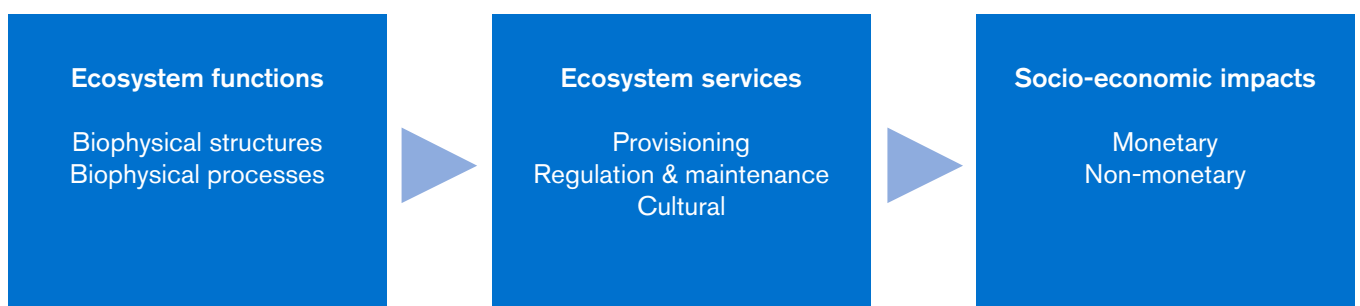 Ecosystem functions
Biophysical structures
Biophysical processes
Ecosystem services
Provisioning
Regulation & maintenance
Cultural
Socio-economic impacts
Monetary
Non-monetary